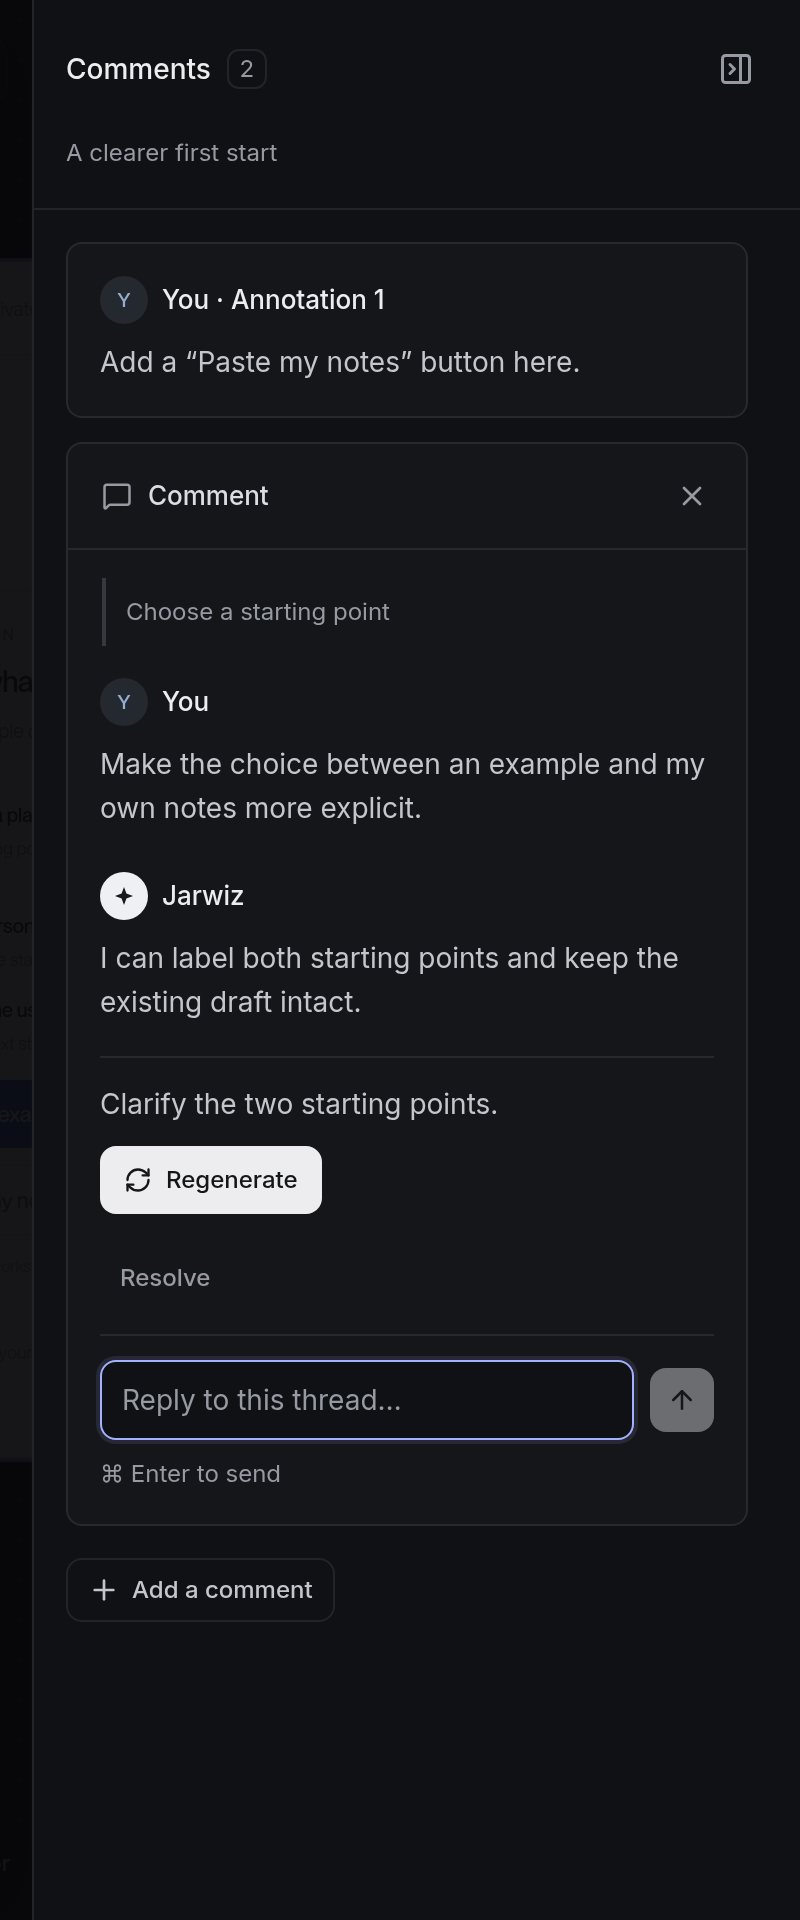 Comments 2
A clearer first start
Y You · Annotation 1
Add a “Paste my notes” button here.
Comment
Choose a starting point
Y You
Make the choice between an example and my
own notes more explicit.
Jarwiz
I can label both starting points and keep the
existing draft intact.
Clarify the two starting points.
Regenerate
Resolve
Reply to this thread...
⌘ Enter to send
Add a comment